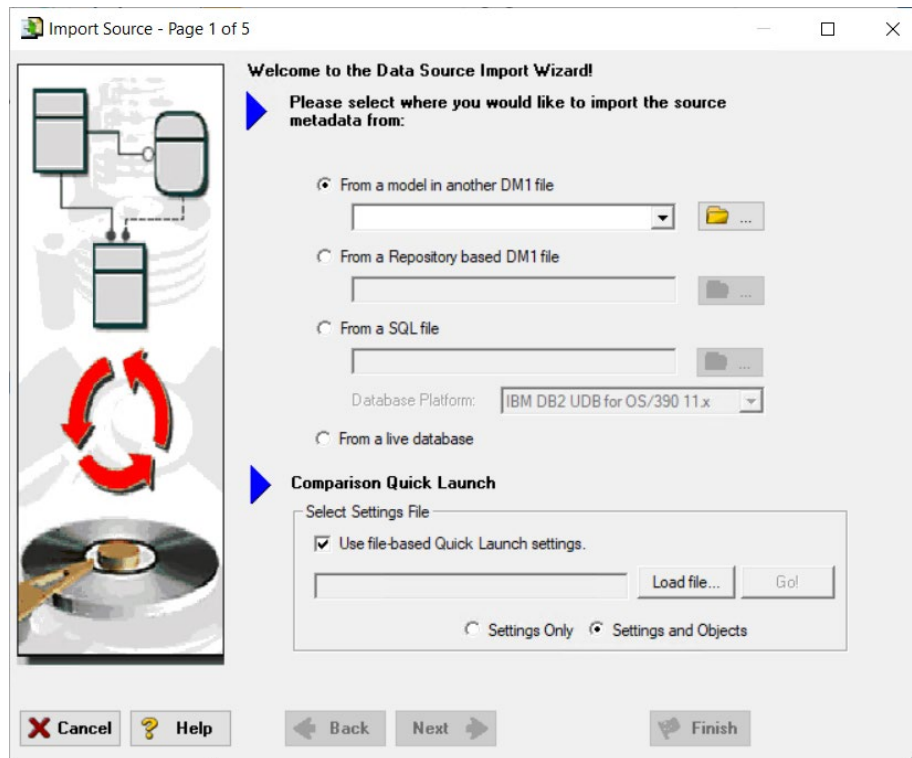 Import Source - Page 1 of 5
Welcome to the Data Source Import Wizard!
Please select where you would like to import the source
metadata from:
From a model in another DM1 file
...
From a Repository based DM1 file
...
From a SQL file
...
Database Platform: IBM DB2 UDB for OS/390 11.x
From a live database
Comparison Quick Launch
Select Settings File
Use file-based Quick Launch settings.
Load file... Go!
Settings Only Settings and Objects
Cancel Help Back Next Finish